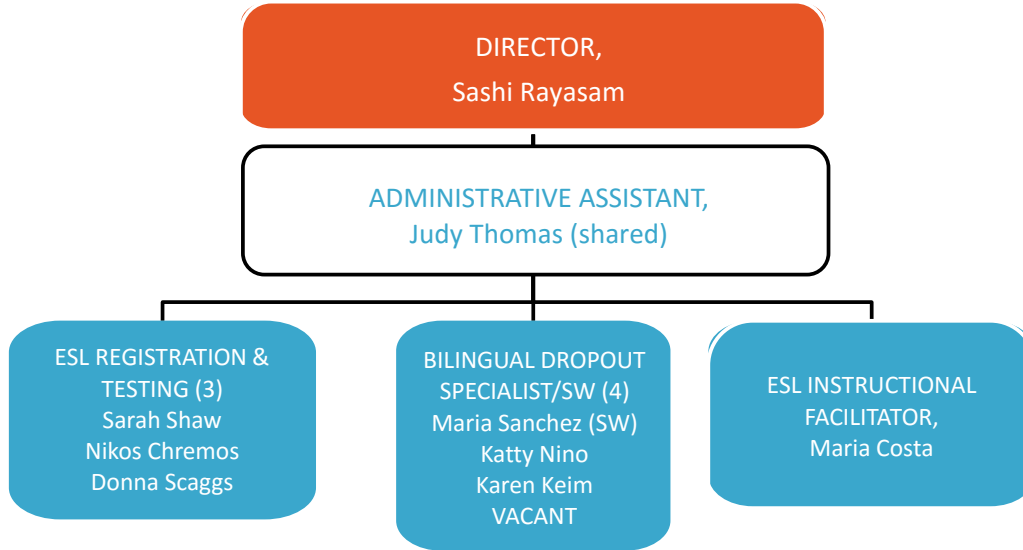 DIRECTOR,
Sashi Rayasam
ADMINISTRATIVE ASSISTANT,
Judy Thomas (shared)
ESL REGISTRATION &
TESTING (3)
Sarah Shaw
Nikos Chremos
Donna Scaggs
BILINGUAL DROPOUT
SPECIALIST/SW (4)
Maria Sanchez (SW)
Katty Nino
Karen Keim
VACANT
ESL INSTRUCTIONAL
FACILITATOR,
Maria Costa